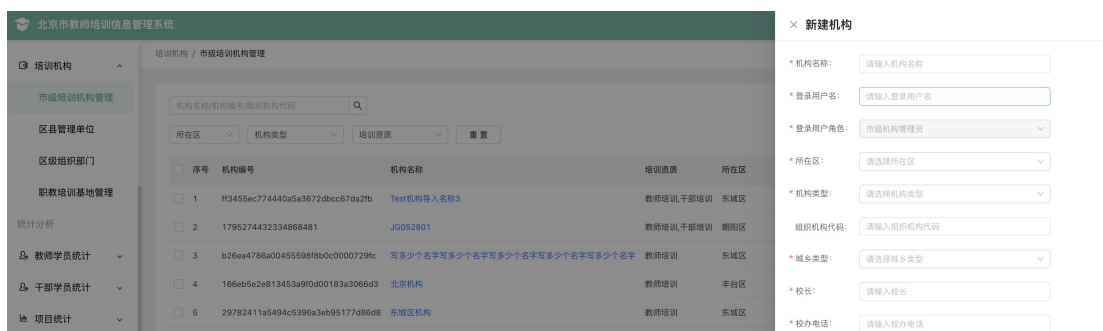 北京市教师培训信息管理系统
培训机构
市级培训机构管理
区县管理单位
区级组织部门
职教培训基地管理
统计分析
教师学员统计
干部学员统计
项目统计
培训机构 / 市级培训机构管理
机构名称/机构编号/组织机构代码
所在区 机构类型 培训资质 重 置
序号 机构编号 机构名称 培训资质 所在区
1 ff3455ec774440a5a3672dbcc67da2fb Test机构导入名称3 教师培训,干部培训 东城区
2 1795274432334868481 JG052801 教师培训,干部培训 朝阳区
3 b26ea4786a00455598f8b0c0000729fc 写多少个名字写多少个名字写多少个名字写多少个名字写多少个名字 教师培训 东城区
4 166eb5e2e813453a9f0d00183a3066d3 北京机构 教师培训 丰台区
5 29782411a5494c5396a3eb95177d86d8 东城区机构 教师培训 东城区
新建机构
* 机构名称： 请输入机构名称
* 登录用户名： 请输入登录用户名
* 登录用户角色： 市级机构管理员
* 所在区： 请选择所在区
* 机构类型： 请选择机构类型
组织机构代码： 请输入组织机构代码
* 城乡类型： 请选择城乡类型
* 校长： 请输入校长
* 校办电话： 请输入校办电话